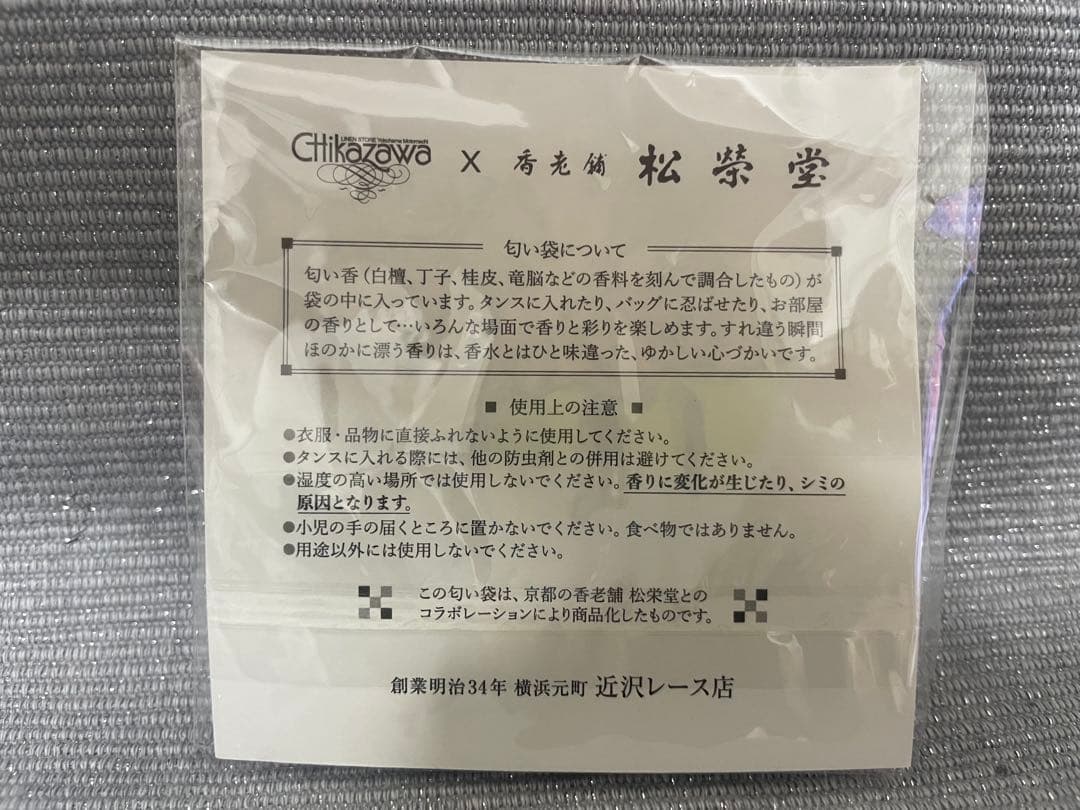 LINEN STORE Yokohama Motomachi
CHikazawa X 香老舗 松榮堂
匂い袋について
匂い香(白檀、丁子、桂皮、竜脳などの香料を刻んで調合したもの)が
袋の中に入っています。タンスに入れたり、バッグに忍ばせたり、お部屋
の香りとして…いろんな場面で香りと彩りを楽しめます。すれ違う瞬間
ほのかに漂う香りは、香水とはひと味違った、ゆかしい心づかいです。
■ 使用上の注意 ■
●衣服・品物に直接ふれないように使用してください。
●タンスに入れる際には、他の防虫剤との併用は避けてください。
●湿度の高い場所では使用しないでください。香りに変化が生じたり、シミの
原因となります。
●小児の手の届くところに置かないでください。食べ物ではありません。
●用途以外には使用しないでください。
この匂い袋は、京都の香老舗 松栄堂との
コラボレーションにより商品化したものです。
創業明治34年 横浜元町 近沢レース店